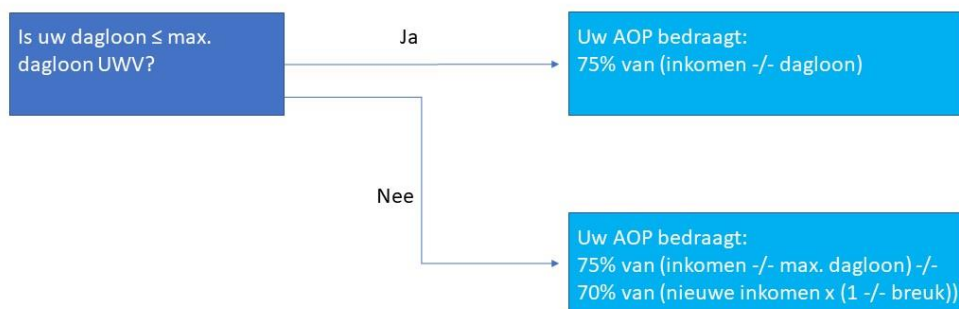 Is uw dagloon ≤ max.
dagloon UWV?
Ja
Uw AOP bedraagt:
75% van (inkomen -/- dagloon)
Nee
Uw AOP bedraagt:
75% van (inkomen -/- max. dagloon) -/-
70% van (nieuwe inkomen x (1 -/- breuk))